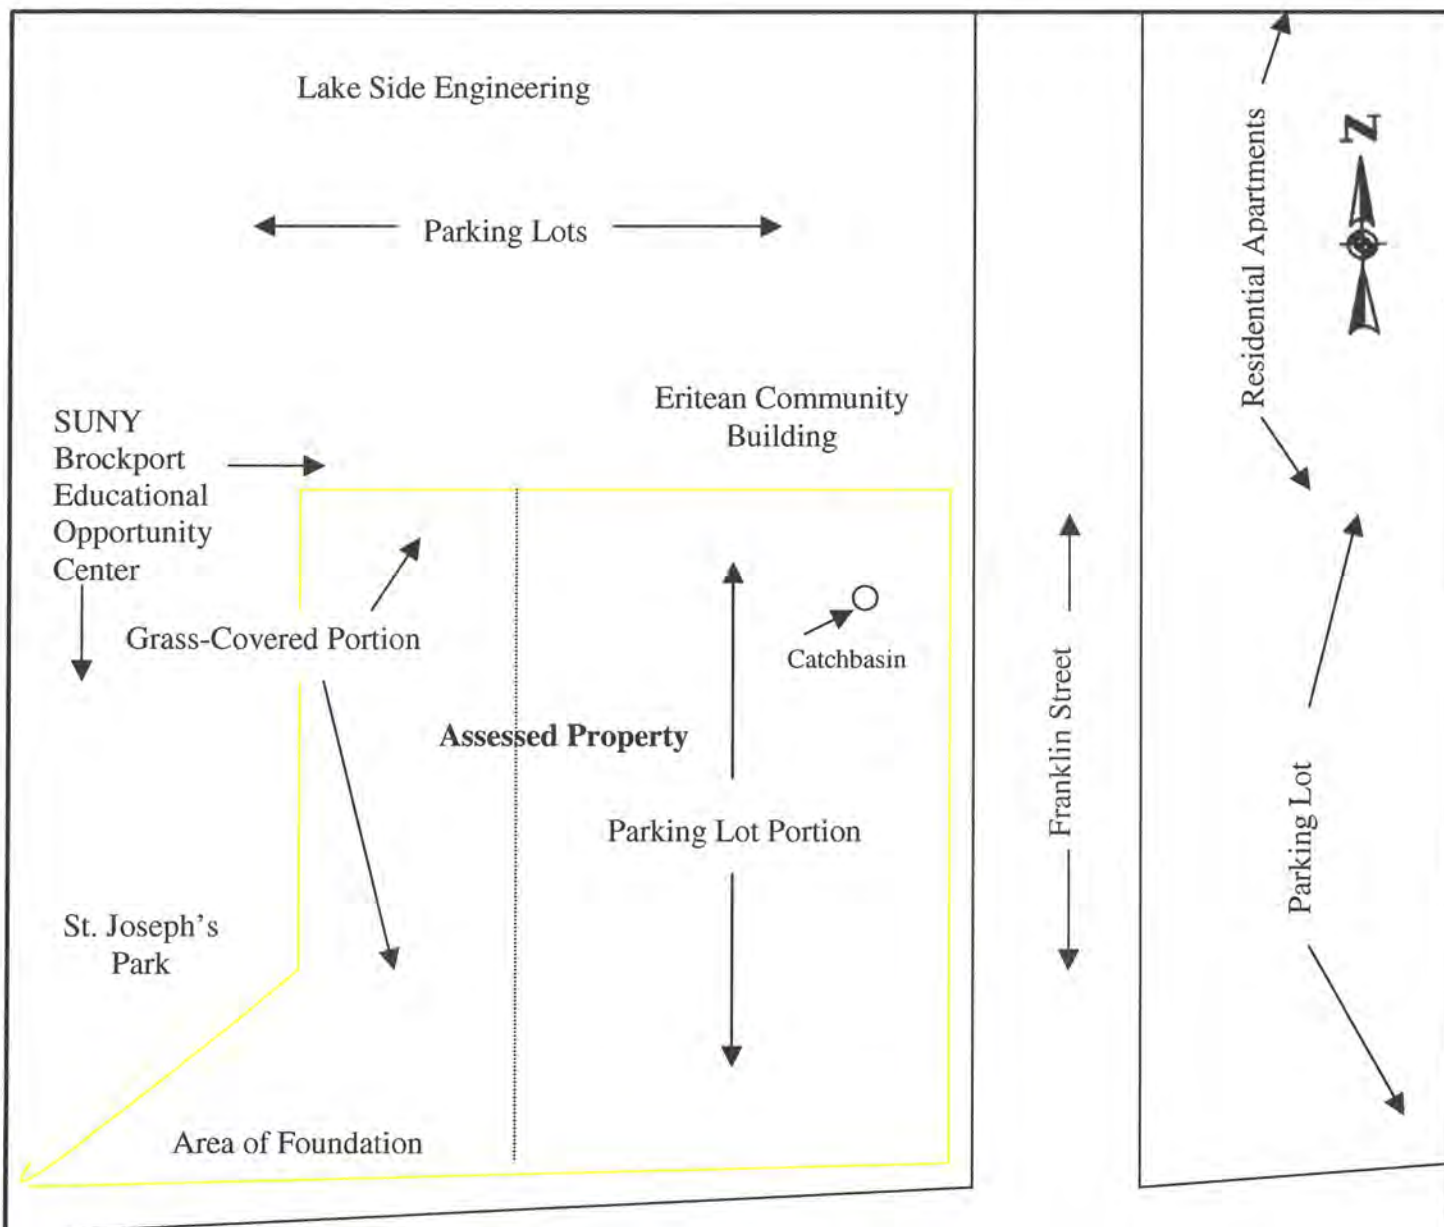 Lake Side Engineering
Parking Lots
Residential Apartments
N
Eritean Community
Building
SUNY
Brockport
Educational
Opportunity
Center
Grass-Covered Portion
Catchbasin
Franklin Street
Assessed Property
Parking Lot Portion
Parking Lot
St. Joseph's
Park
Area of Foundation